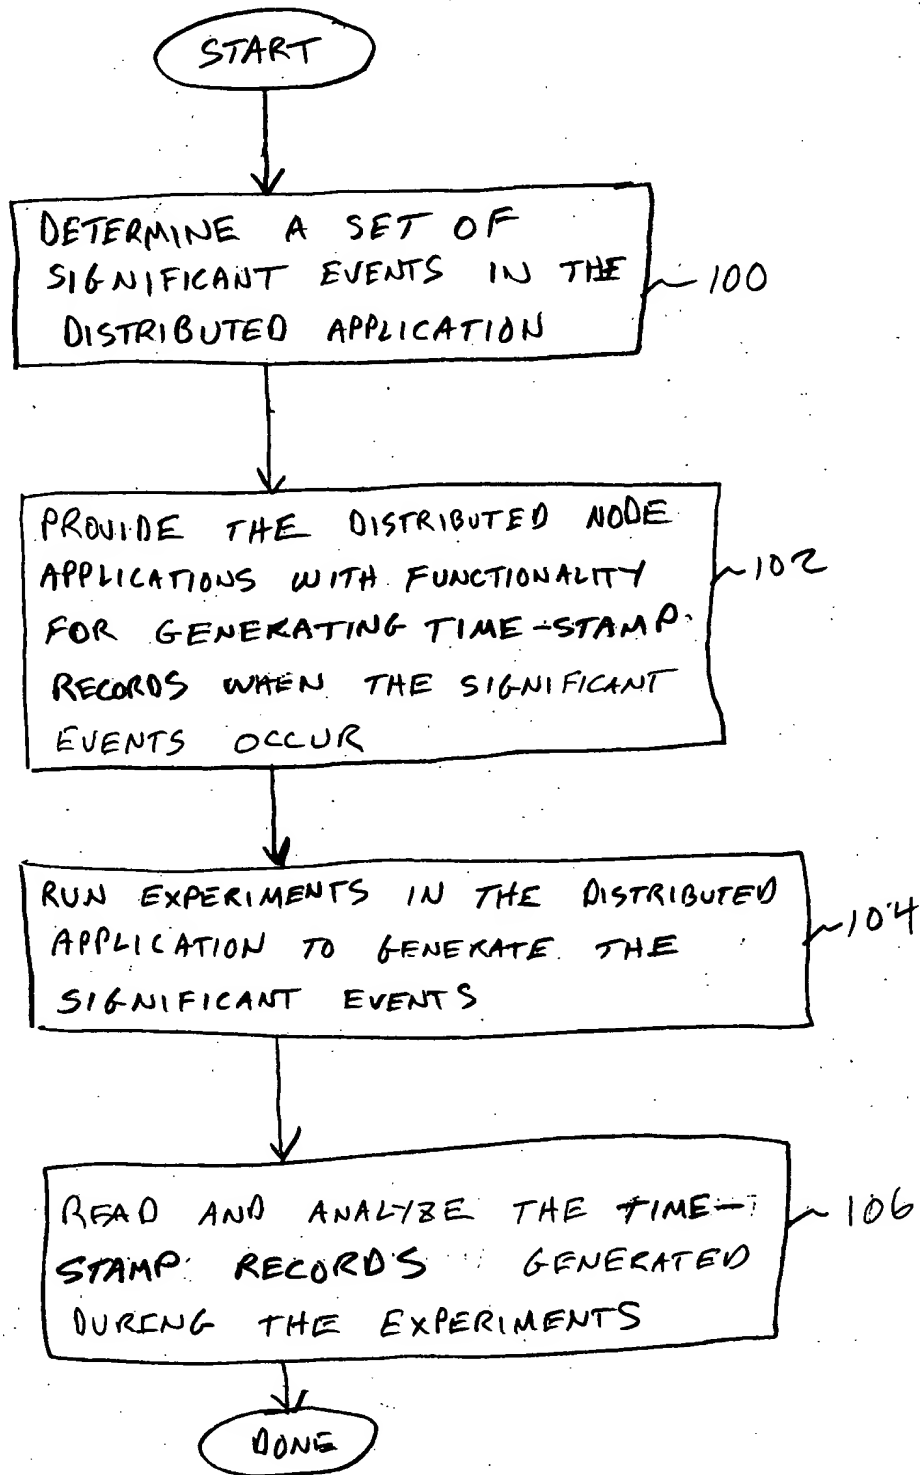 START
DETERMINE A SET OF
SIGNIFICANT EVENTS IN THE
DISTRIBUTED APPLICATION
100
PROVIDE THE DISTRIBUTED NODE
APPLICATIONS WITH FUNCTIONALITY
FOR GENERATING TIME-STAMP
RECORDS WHEN THE SIGNIFICANT
EVENTS OCCUR
102
RUN EXPERIMENTS IN THE DISTRIBUTED
APPLICATION TO GENERATE THE
SIGNIFICANT EVENTS
104
READ AND ANALYZE THE TIME-
STAMP RECORDS GENERATED
DURING THE EXPERIMENTS
106
DONE